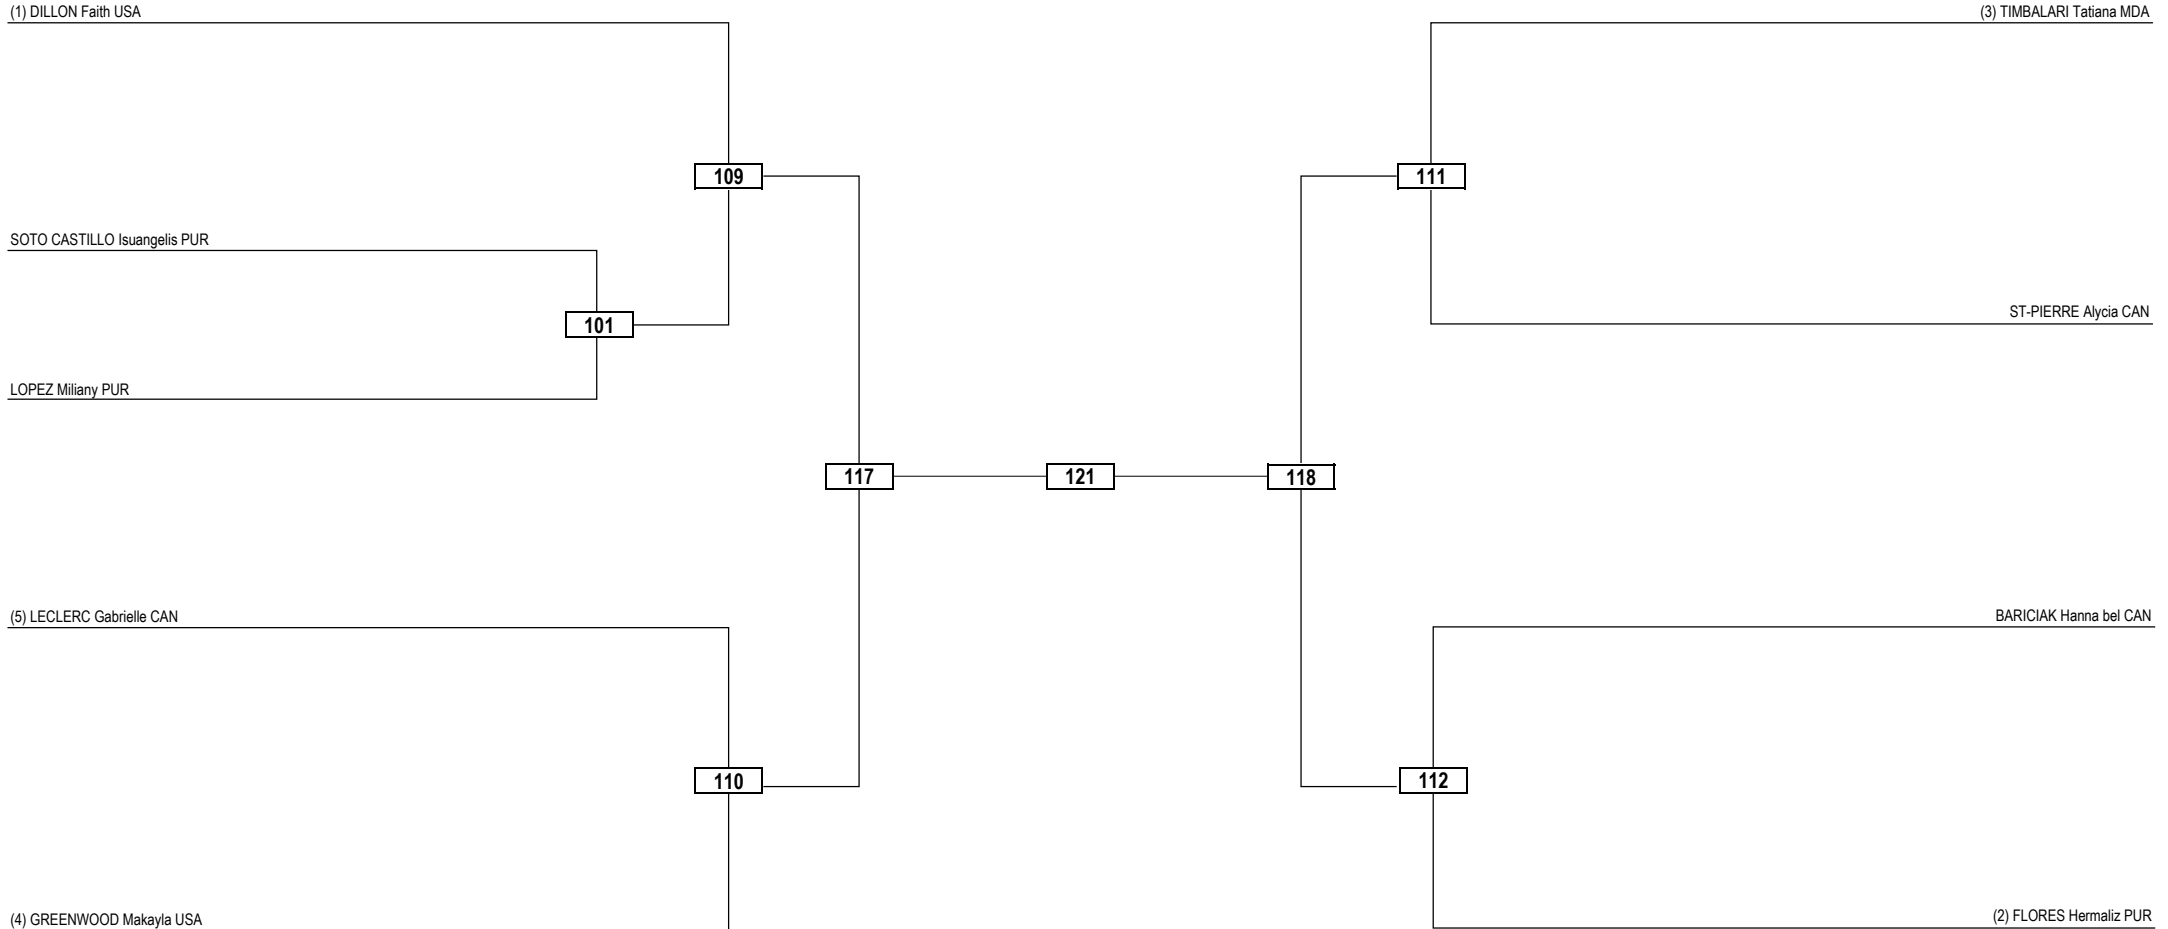 (1) DILLON Faith USA
(3) TIMBALARI Tatiana MDA
109
111
SOTO CASTILLO Isuangelis PUR
ST-PIERRE Alycia CAN
101
LOPEZ Miliany PUR
117
121
118
(5) LECLERC Gabrielle CAN
BARICIAK Hanna bel CAN
110
112
(4) GREENWOOD Makayla USA
(2) FLORES Hermaliz PUR